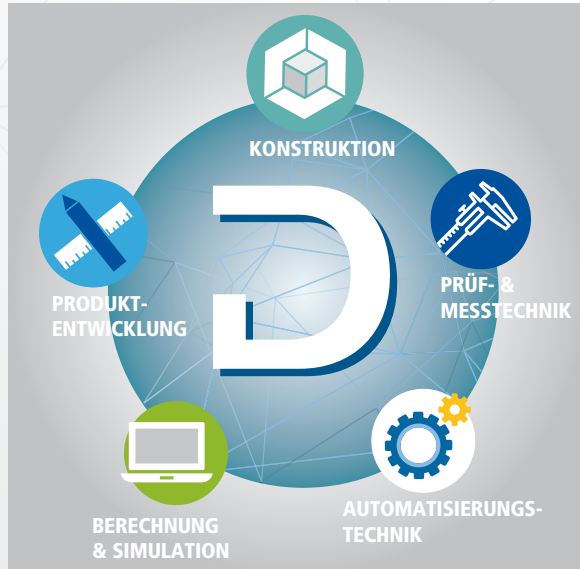 KONSTRUKTION
PRÜF- &
MESSTECHNIK
PRODUKT-
ENTWICKLUNG
D
AUTOMATISIERUNGS-
TECHNIK
BERECHNUNG
& SIMULATION